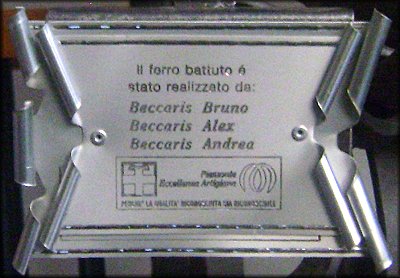 Il ferro battuto é
stato realizzato da:
Beccaris Bruno
Beccaris Alex
Beccaris Andrea
Piemonte
Eccellenza Artigiana
PERCHE' LA QUALITA' RICONOSCIUTA SIA RICONOSCIBILE